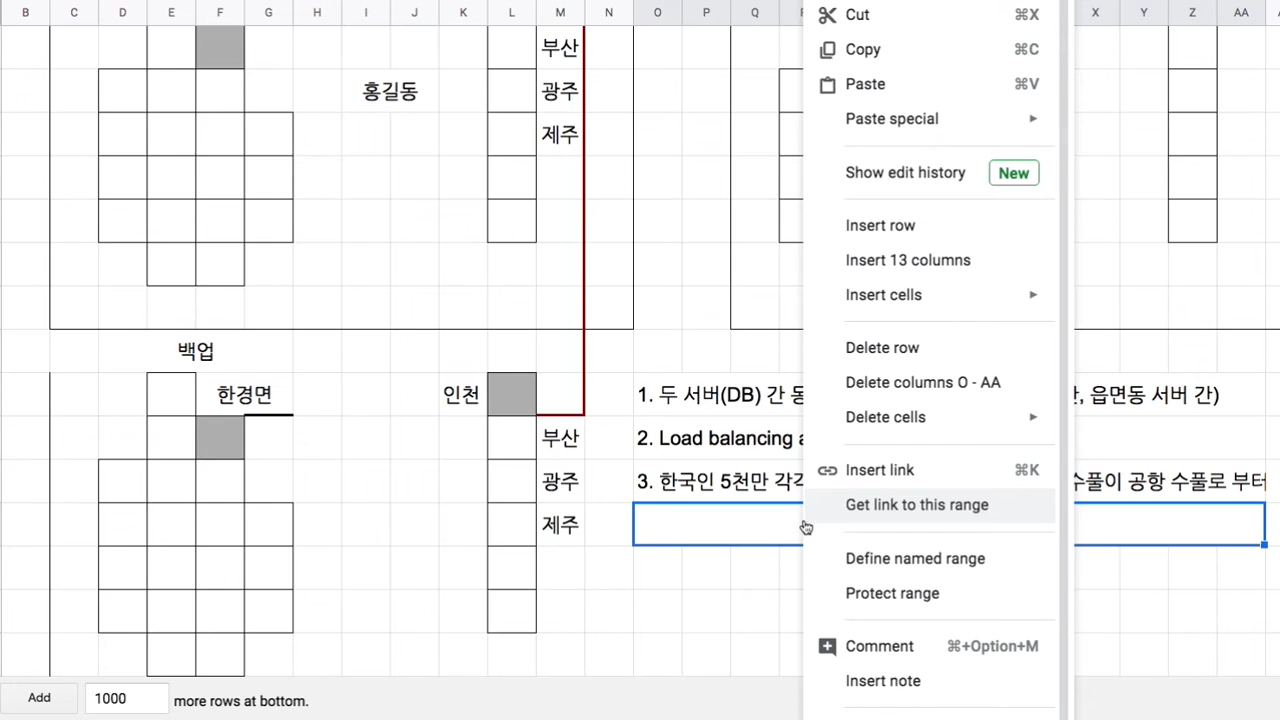 B C D E F G H I J K L M N O P Q X Y Z AA
부산
홍길동 광주
제주
백업
한경면 인천
부산
광주
제주
1. 두 서버(DB) 간 읍면동 서버 간)
2. Load balancing
3. 한국인 5천만 수풀이 공항 수풀로 부터
Cut ⌘X
Copy ⌘C
Paste ⌘V
Paste special ►
Show edit history New
Insert row
Insert 13 columns
Insert cells ►
Delete row
Delete columns O - AA
Delete cells ►
Insert link ⌘K
Get link to this range
Define named range
Protect range
Comment ⌘+Option+M
Insert note
Add 1000 more rows at bottom.